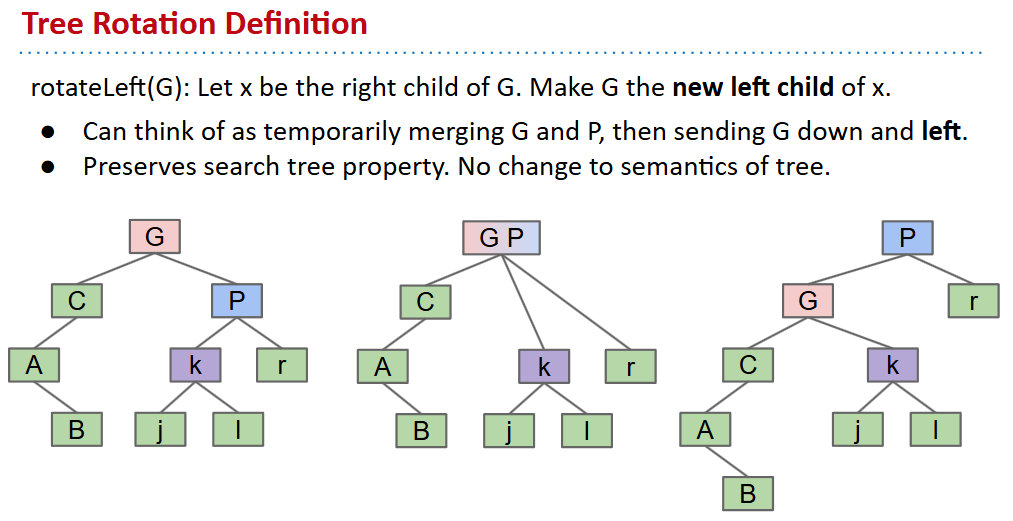 Tree Rotation Definition
rotateLeft(G): Let x be the right child of G. Make G the new left child of x.
● Can think of as temporarily merging G and P, then sending G down and left.
● Preserves search tree property. No change to semantics of tree.
G
C P
A k r
B j l
G P
C
A k r
B j l
P
G r
C k
A j l
B